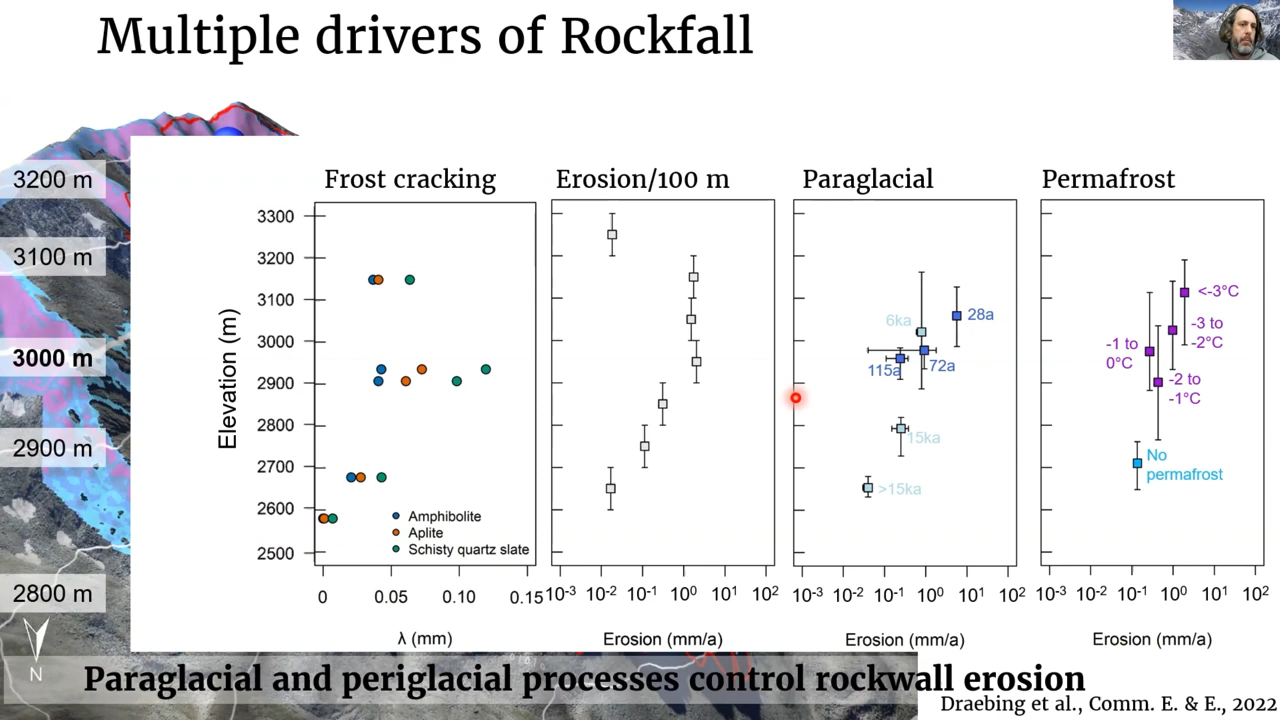 Multiple drivers of Rockfall
3200 m
3100 m
3000 m
2900 m
2800 m
N
Frost cracking
Erosion/100 m
Paraglacial
Permafrost
Elevation (m)
3300
3200
3100
3000
2900
2800
2700
2600
2500
Amphibolite
Aplite
Schisty quartz slate
0 0.05 0.10 0.15
λ (mm)
10-3 10-2 10-1 100 101 102
Erosion (mm/a)
6ka
28a
115a
72a
15ka
>15ka
10-3 10-2 10-1 100 101 102
Erosion (mm/a)
<-3°C
-3 to
-2°C
-1 to
0°C
-2 to
-1°C
No
permafrost
10-3 10-2 10-1 100 101 102
Erosion (mm/a)
Paraglacial and periglacial processes control rockwall erosion
Draebing et al., Comm. E. & E., 2022